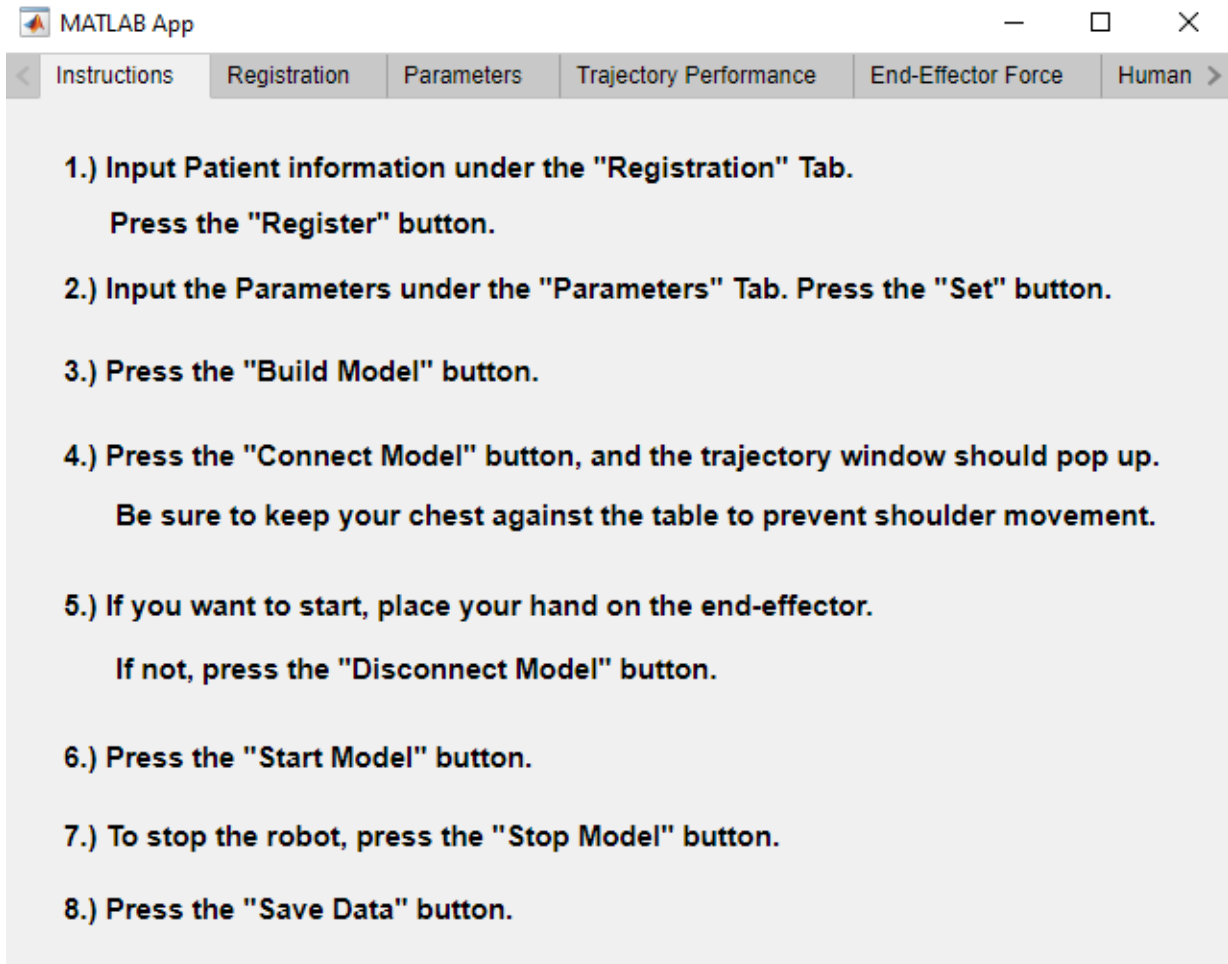 MATLAB App
Instructions Registration Parameters Trajectory Performance End-Effector Force Human
1.) Input Patient information under the "Registration" Tab.
Press the "Register" button.
2.) Input the Parameters under the "Parameters" Tab. Press the "Set" button.
3.) Press the "Build Model" button.
4.) Press the "Connect Model" button, and the trajectory window should pop up.
Be sure to keep your chest against the table to prevent shoulder movement.
5.) If you want to start, place your hand on the end-effector.
If not, press the "Disconnect Model" button.
6.) Press the "Start Model" button.
7.) To stop the robot, press the "Stop Model" button.
8.) Press the "Save Data" button.